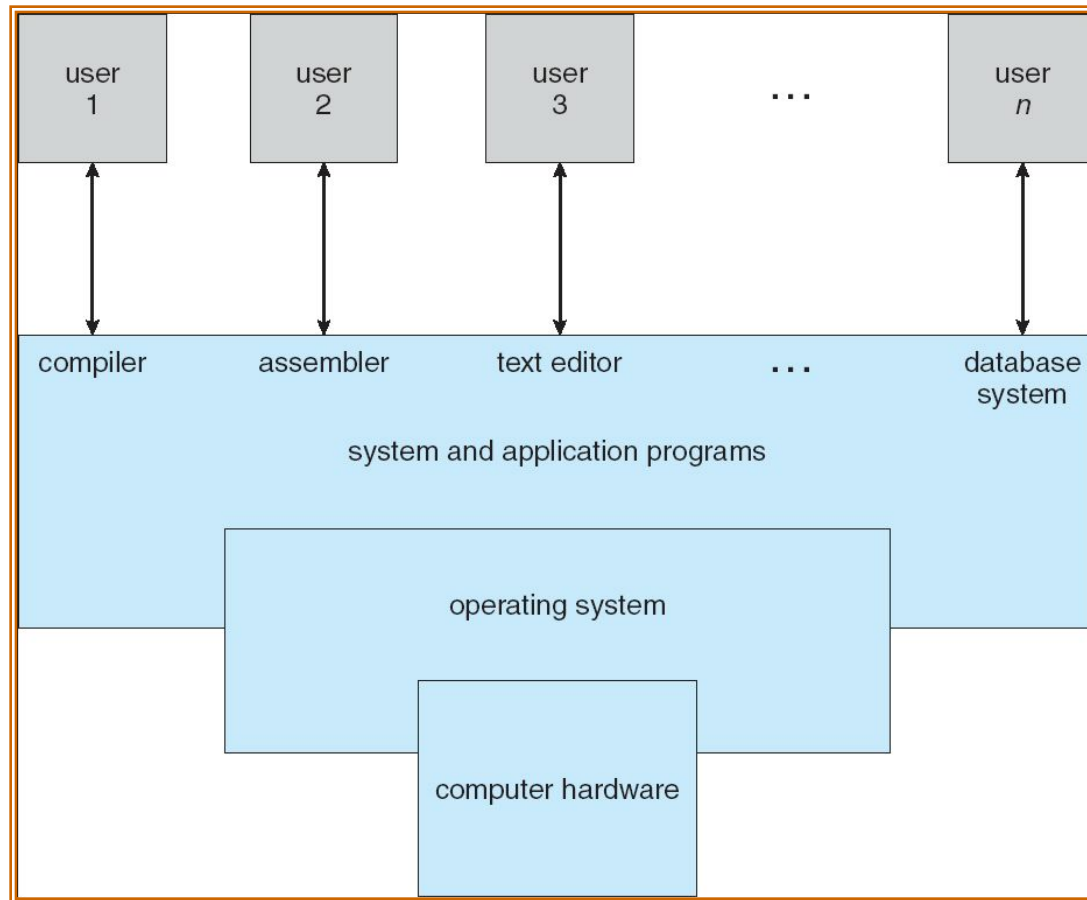 user
1
user
2
user
3
...
user
n
compiler
assembler
text editor
...
database
system
system and application programs
operating system
computer hardware